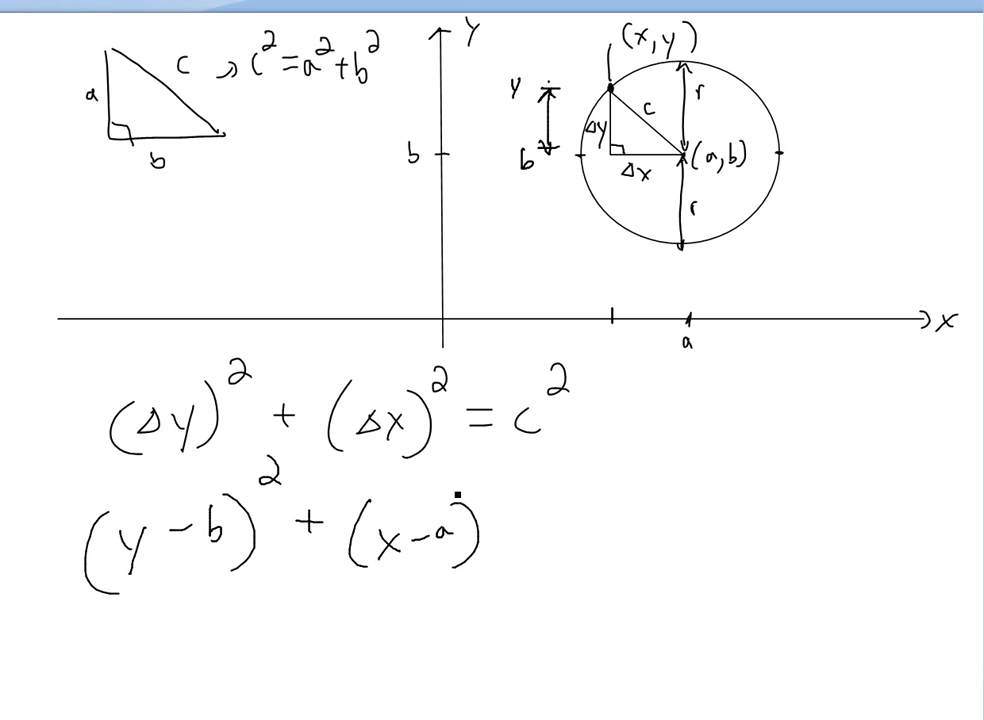 a
b
c → c² = a² + b²
y
x
b
a
(x,y)
y
b
Δy
c
r
Δx
(a,b)
r
(Δy)² + (Δx)² = c²
(y - b)² + (x - a)